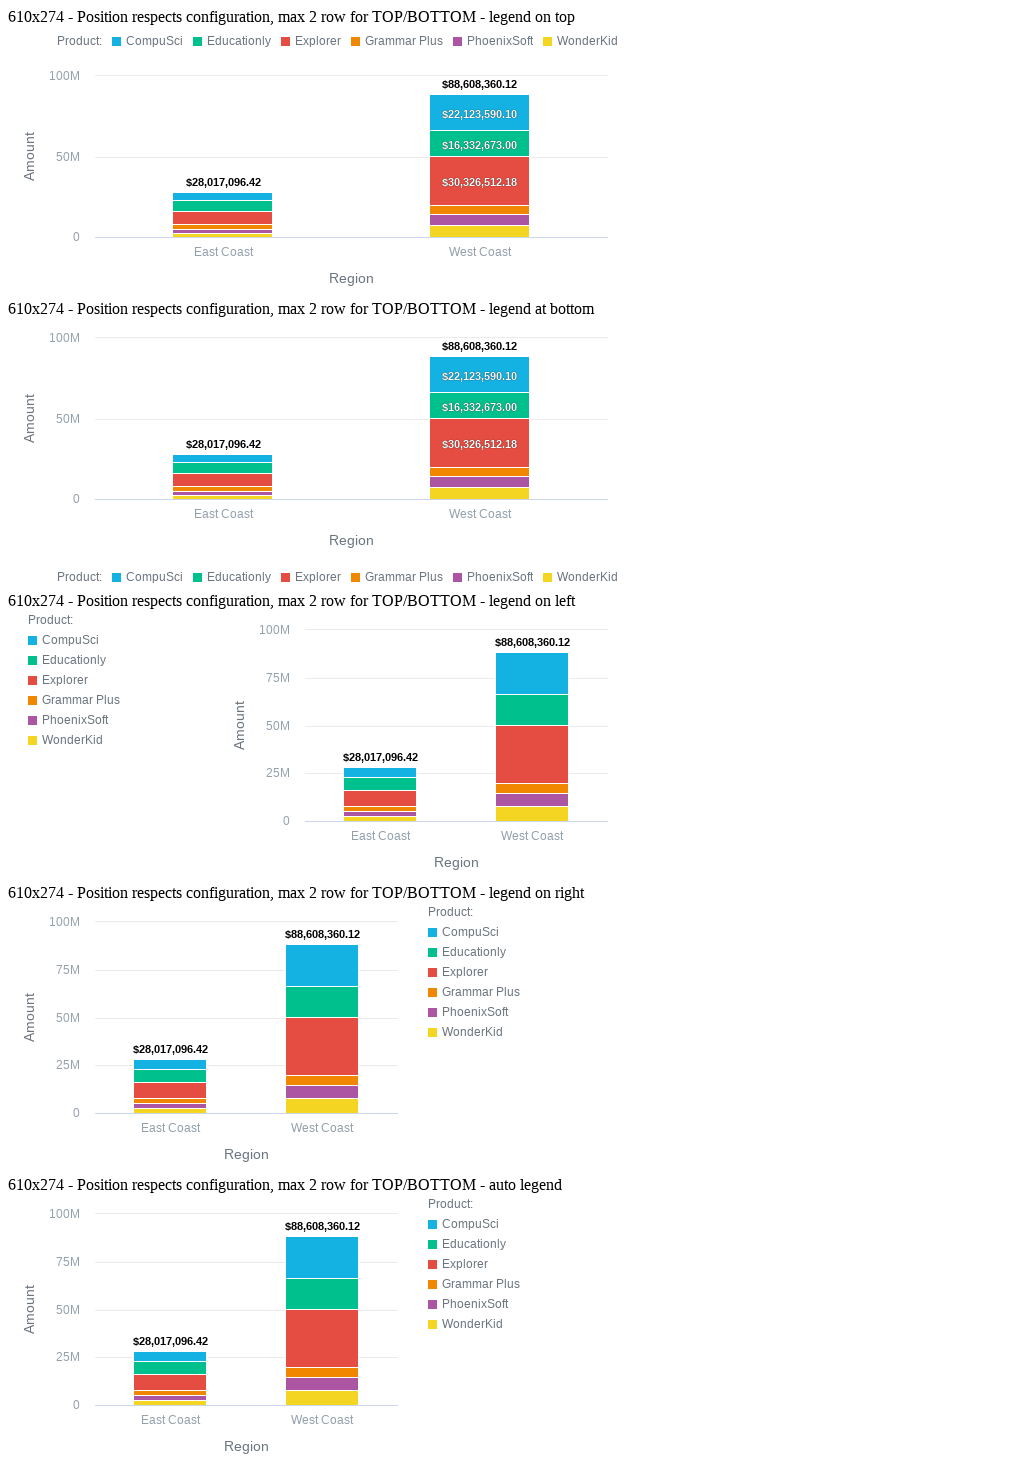 610x274 - Position respects configuration, max 2 row for TOP/BOTTOM - legend on top
Product: CompuSci Educationly Explorer Grammar Plus PhoenixSoft WonderKid
100M
$88,608,360.12
$22,123,590.10
$16,332,673.00
Amount
50M
$28,017,096.42
$30,326,512.18
0
East Coast West Coast
Region
610x274 - Position respects configuration, max 2 row for TOP/BOTTOM - legend at bottom
100M
$88,608,360.12
$22,123,590.10
$16,332,673.00
Amount
50M
$28,017,096.42
$30,326,512.18
0
East Coast West Coast
Region
Product: CompuSci Educationly Explorer Grammar Plus PhoenixSoft WonderKid
610x274 - Position respects configuration, max 2 row for TOP/BOTTOM - legend on left
Product:
CompuSci
Educationly
Explorer
Grammar Plus
PhoenixSoft
WonderKid
100M
$88,608,360.12
75M
Amount
50M
$28,017,096.42
25M
0
East Coast West Coast
Region
610x274 - Position respects configuration, max 2 row for TOP/BOTTOM - legend on right
100M
$88,608,360.12
75M
Amount
50M
$28,017,096.42
25M
0
East Coast West Coast
Region
Product:
CompuSci
Educationly
Explorer
Grammar Plus
PhoenixSoft
WonderKid
610x274 - Position respects configuration, max 2 row for TOP/BOTTOM - auto legend
100M
$88,608,360.12
75M
Amount
50M
$28,017,096.42
25M
0
East Coast West Coast
Region
Product:
CompuSci
Educationly
Explorer
Grammar Plus
PhoenixSoft
WonderKid